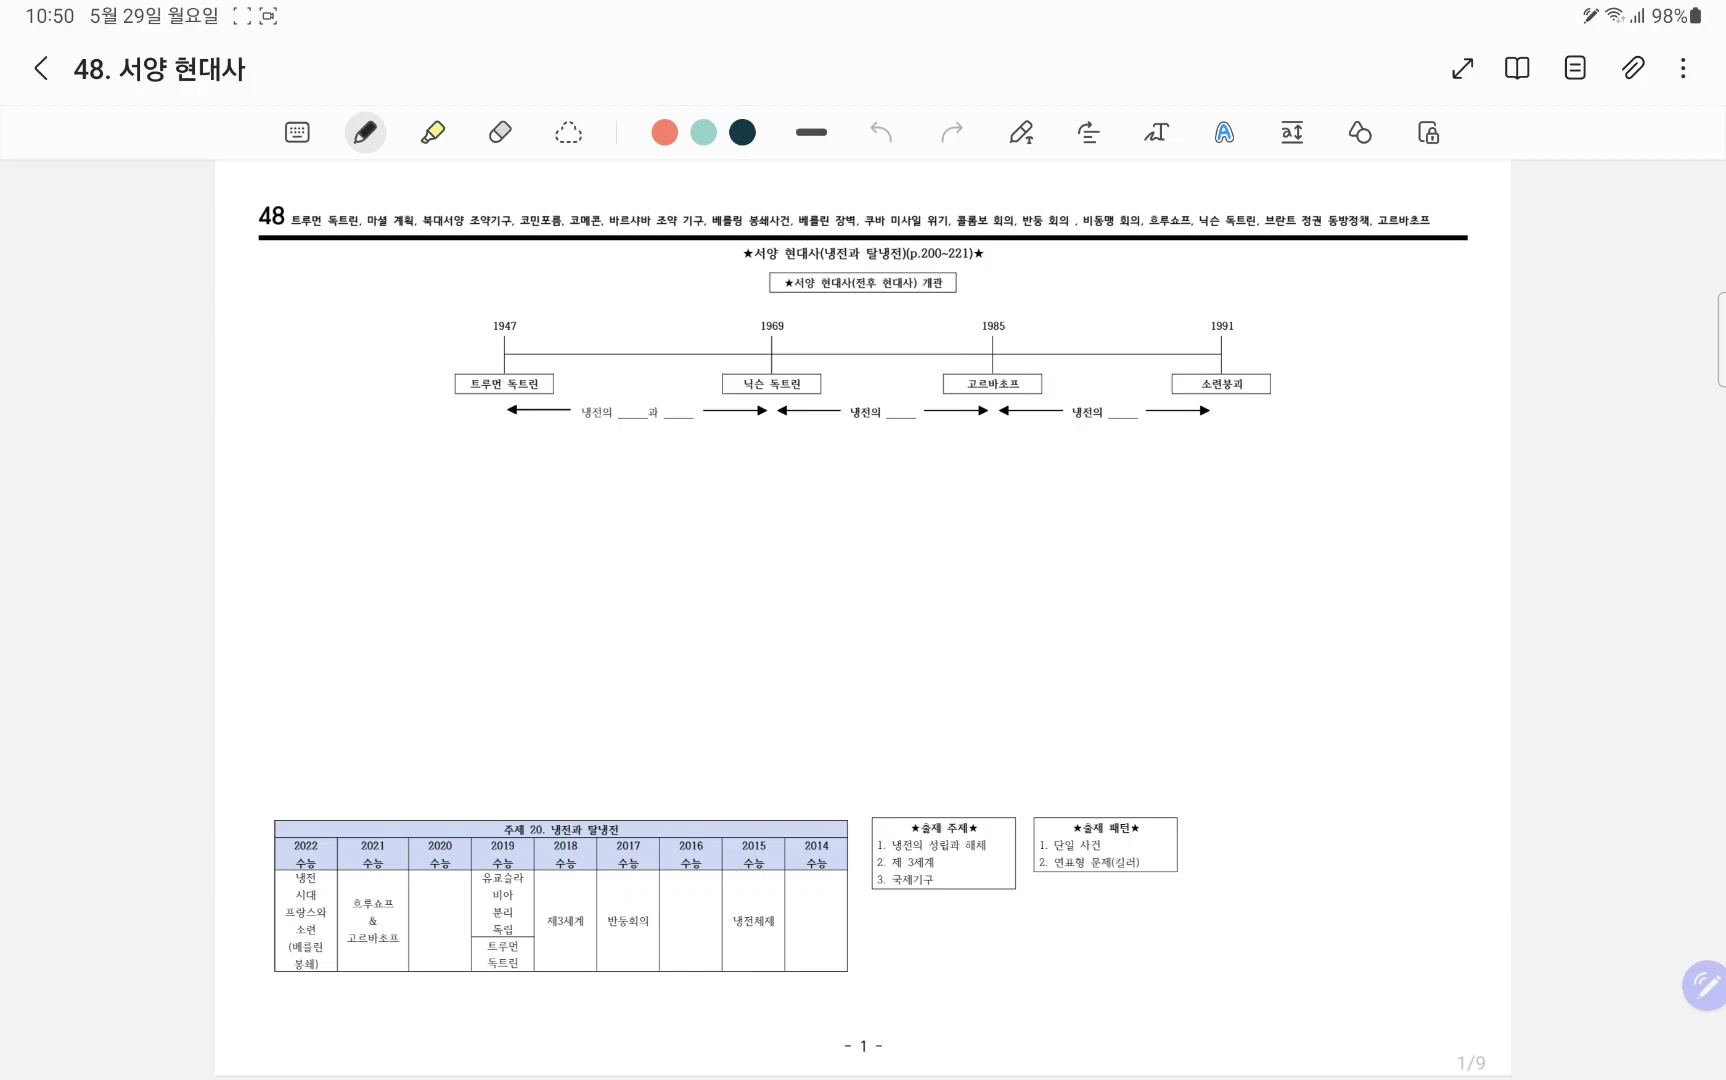 10:50 5월 29일 월요일
98%
48. 서양 현대사
48 트루먼 독트린, 마셜 계획, 북대서양 조약기구, 코민포름, 코메콘, 바르샤바 조약 기구, 베를링 봉쇄사건, 베를린 장벽, 쿠바 미사일 위기, 콜롬보 회의, 반둥 회의 , 비동맹 회의, 흐루쇼프, 닉슨 독트린, 브란트 정권 동방정책, 고르바초프
★서양 현대사(냉전과 탈냉전)(p.200~221)★
★서양 현대사(전후 현대사) 개관
1947 1969 1985 1991
트루먼 독트린 닉슨 독트린 고르바초프 소련붕괴
냉전의 _____과 _____ 냉전의 _____ 냉전의 _____
주제 20. 냉전과 탈냉전
2022 수능 2021 수능 2020 수능 2019 수능 2018 수능 2017 수능 2016 수능 2015 수능 2014 수능
냉전
시대
프랑스와
소련
(베를린
봉쇄)
흐루쇼프
&
고르바초프
유고슬라
비아
분리
독립
트루먼
독트린
제3세계
반둥회의
냉전체제
★출제 주제★
1. 냉전의 성립과 해체
2. 제 3세계
3. 국제기구
★출제 패턴★
1. 단일 사건
2. 연표형 문제(킬러)
- 1 -
1/9